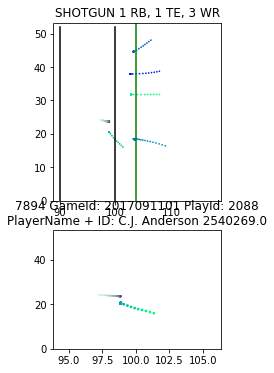 SHOTGUN 1 RB, 1 TE, 3 WR
50
40
30
20
10
0
90 100 110
7894 GameId: 2017091101 PlayId: 2088
PlayerName + ID: C.J. Anderson 2540269.0
40
20
0
95.0 97.5 100.0 102.5 105.0